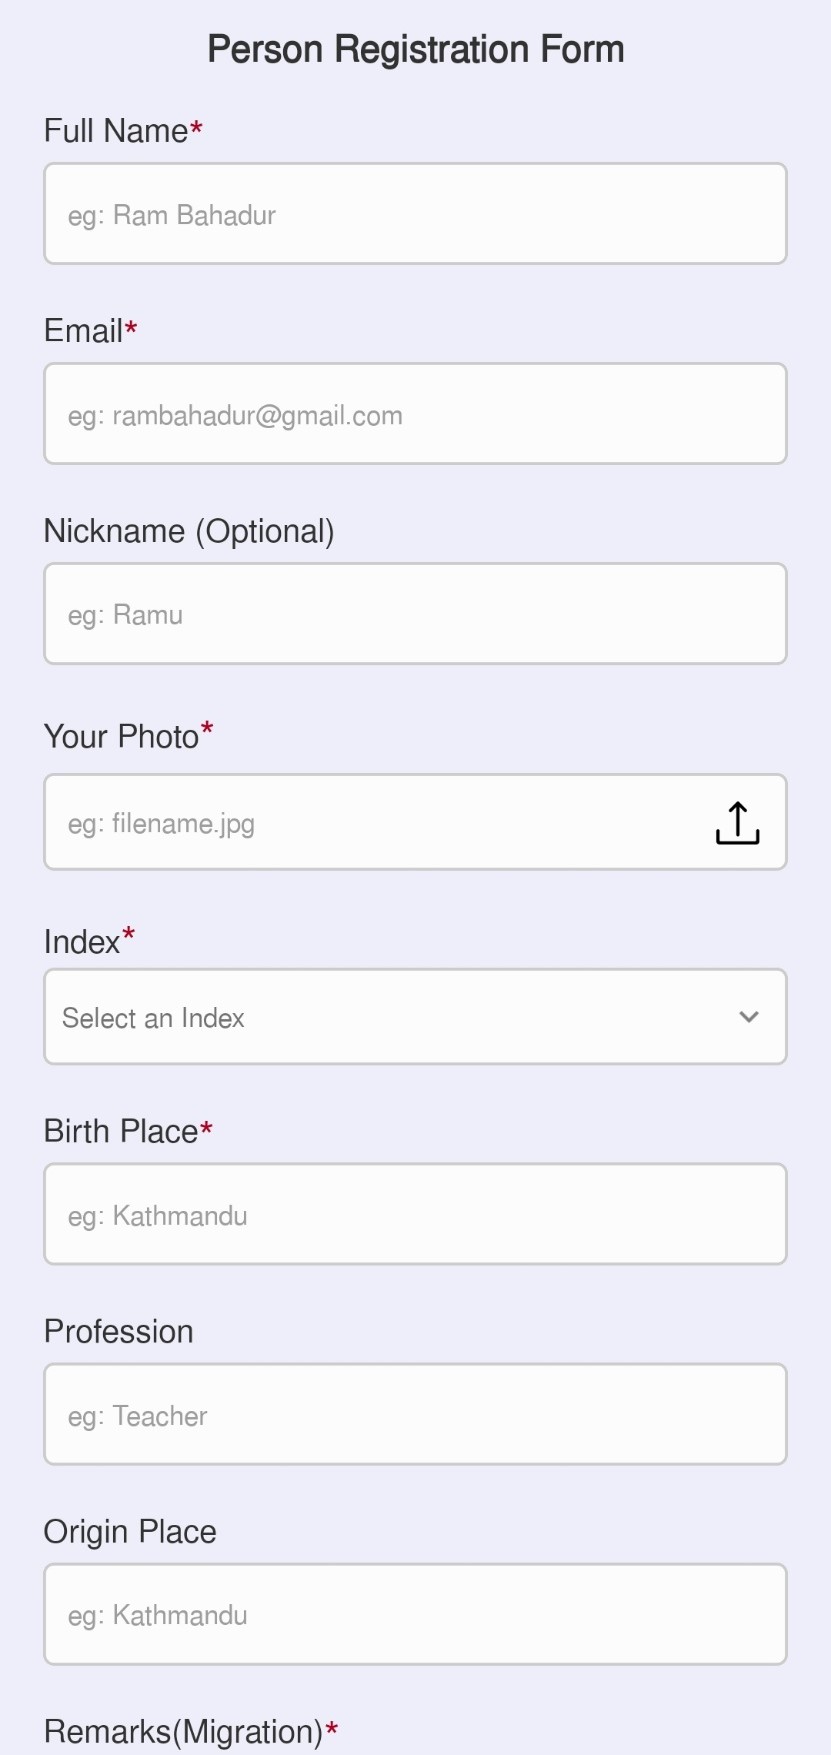 Person Registration Form
Full Name*
eg: Ram Bahadur
Email*
eg: rambahadur@gmail.com
Nickname (Optional)
eg: Ramu
Your Photo*
eg: filename.jpg
Index*
Select an Index
Birth Place*
eg: Kathmandu
Profession
eg: Teacher
Origin Place
eg: Kathmandu
Remarks(Migration)*